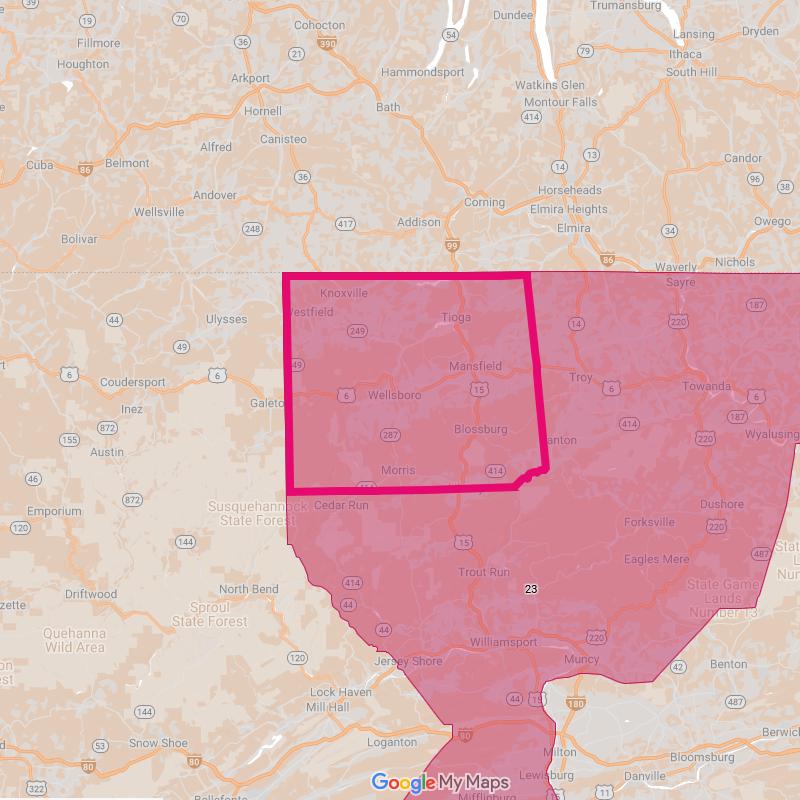 Dundee
Trumansburg
19
70
Cohocton
36
390
54
Lansing
Dryden
Fillmore
21
79
Ithaca
Houghton
Arkport
Hammondsport
South Hill
Watkins Glen
Bath
Montour Falls
Hornell
414
Canisteo
Alfred
13
Cuba
86
Belmont
14
Candor
36
96
38
Andover
Horseheads
Wellsville
Corning
Elmira Heights
248
417
Addison
Owego
Elmira
34
Bolivar
99
86
Nichols
Waverly
Sayre
Knoxville
187
Westfield
44
Ulysses
Tioga
14
220
249
49
49
Mansfield
6
6
Troy
Coudersport
15
6
Towanda
6
Wellsboro
6
Inez
Galeto
187
872
414
287
Blossburg
155
220
Wyalusing
anton
Austin
Morris
414
46
872
414
Susquehannock
State Forest
Cedar Run
Dushore
Emporium
Forksville
220
120
144
15
487
Eagles Mere
Trout Run
414
State Game
Lands
Number 13
North Bend
23
Driftwood
44
Sproul
State Forest
Quehanna
Wild Area
44
Williamsport
220
120
Jersey Shore
Muncy
42
Benton
Lock Haven
44
15
180
487
Mill Hall
144
80
Snow Shoe
Loganton
53
Milton
80
80
Bloomsburg
Lewisburg
Danville
322
Google My Maps
15
11
Bellefonte
Mifflinburg